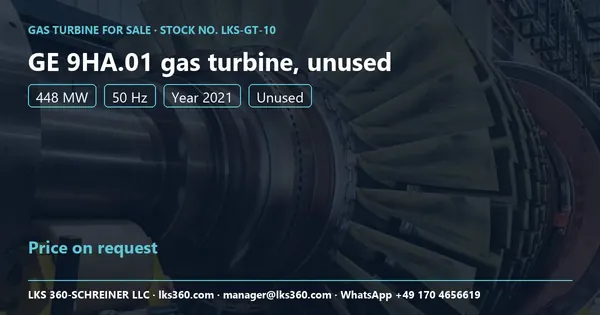 GAS TURBINE FOR SALE · STOCK NO. LKS-GT-10
GE 9HA.01 gas turbine, unused
448 MW 50 Hz Year 2021 Unused
Price on request
LKS 360-SCHREINER LLC · lks360.com · manager@lks360.com · WhatsApp +49 170 4656619